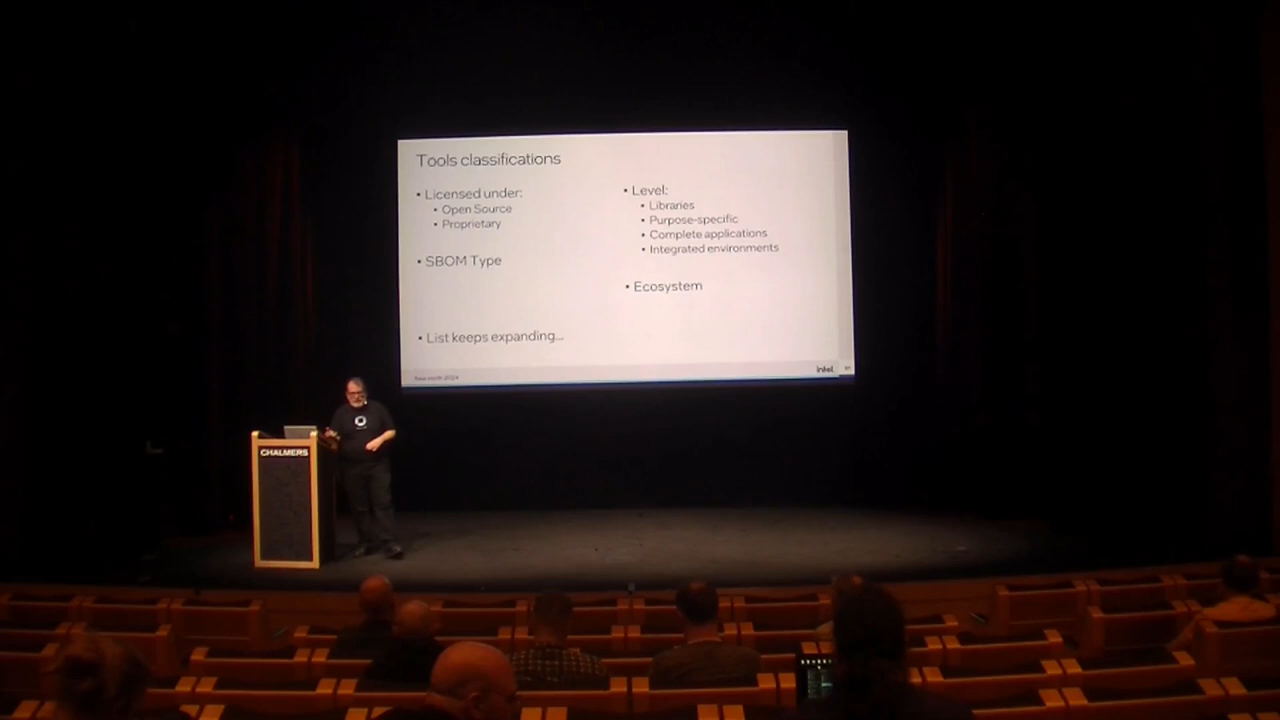 Tools classifications
• Licensed under:
• Open Source
• Proprietary
• SBOM Type
• List keeps expanding...
• Level:
• Libraries
• Purpose-specific
• Complete applications
• Integrated environments
• Ecosystem
intel.
CHALMERS